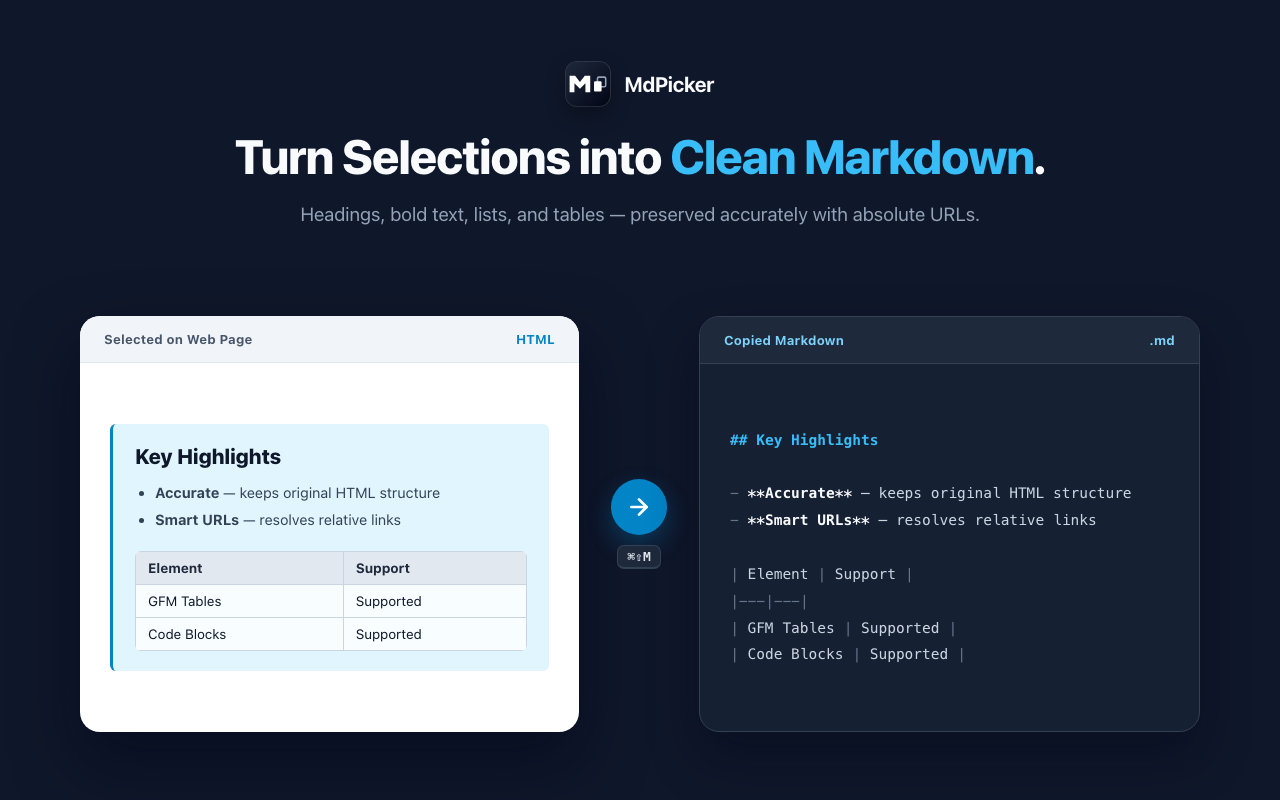 M
MdPicker
Turn Selections into Clean Markdown.
Headings, bold text, lists, and tables — preserved accurately with absolute URLs.
Selected on Web Page
HTML
Key Highlights
• Accurate — keeps original HTML structure
• Smart URLs — resolves relative links
Element Support
GFM Tables Supported
Code Blocks Supported
⌘⇧M
Copied Markdown
.md
## Key Highlights
- **Accurate** — keeps original HTML structure
- **Smart URLs** — resolves relative links
| Element | Support |
|---|---|
| GFM Tables | Supported |
| Code Blocks | Supported |